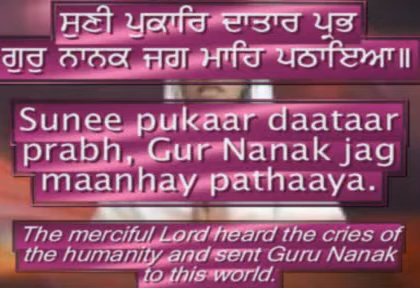 ਸੁਣੀ ਪੁਕਾਰਿ ਦਾਤਾਰ ਪ੍ਰਭ
ਗੁਰੁ ਨਾਨਕ ਜਗ ਮਾਹਿ ਪਠਾਇਆ॥
Sunee pukaar daataar
prabh, Gur Nanak jag
maanhay pathaaya.
The merciful Lord heard the cries of
the humanity and sent Guru Nanak
to this world.